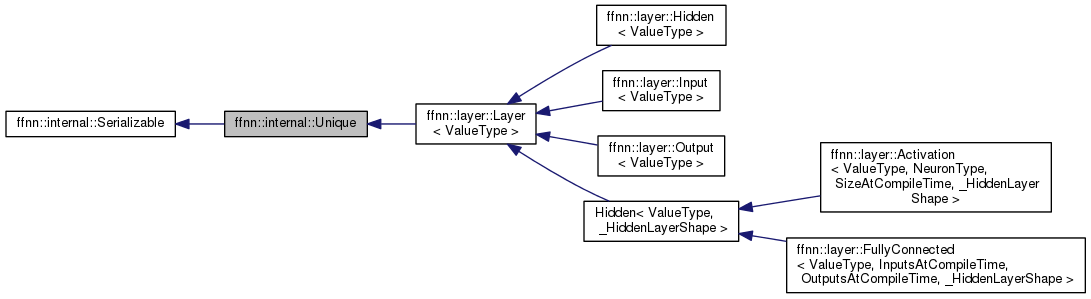 ffnn::internal::Serializable
ffnn::internal::Unique
ffnn::layer::Layer
< ValueType >
ffnn::layer::Hidden
< ValueType >
ffnn::layer::Input
< ValueType >
ffnn::layer::Output
< ValueType >
Hidden< ValueType,
_HiddenLayerShape >
ffnn::layer::Activation
< ValueType, NeuronType,
SizeAtCompileTime, _HiddenLayer
Shape >
ffnn::layer::FullyConnected
< ValueType, InputsAtCompileTime,
OutputsAtCompileTime, _HiddenLayerShape >